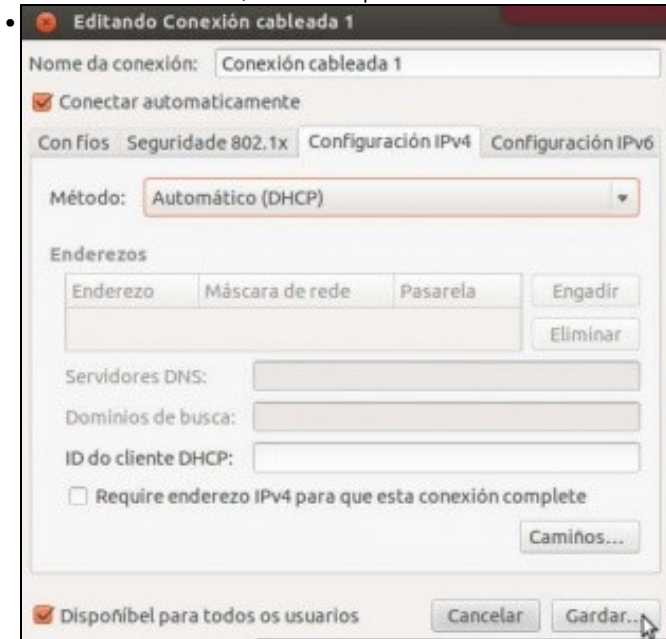 Editando Conexión cableada 1
Nome da conexión: Conexión cableada 1
Conectar automaticamente
Con fíos Seguridade 802.1x Configuración IPv4 Configuración IPv6
Método: Automático (DHCP)
Enderezos
Enderezo Máscara de rede Pasarela Engadir
Eliminar
Servidores DNS:
Dominios de busca:
ID do cliente DHCP:
Require enderezo IPv4 para que esta conexión complete
Camiños...
Dispoñíbel para todos os usuarios Cancelar Gardar...